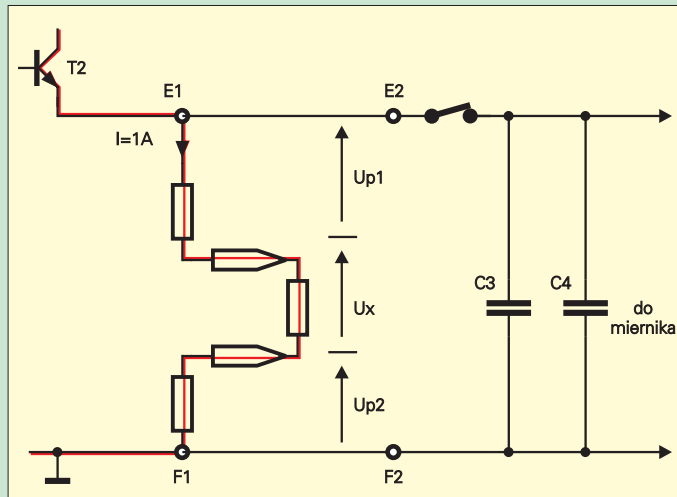 T2
E1
E2
I=1A
Up1
Ux
C3
C4
do
miernika
Up2
F1
F2